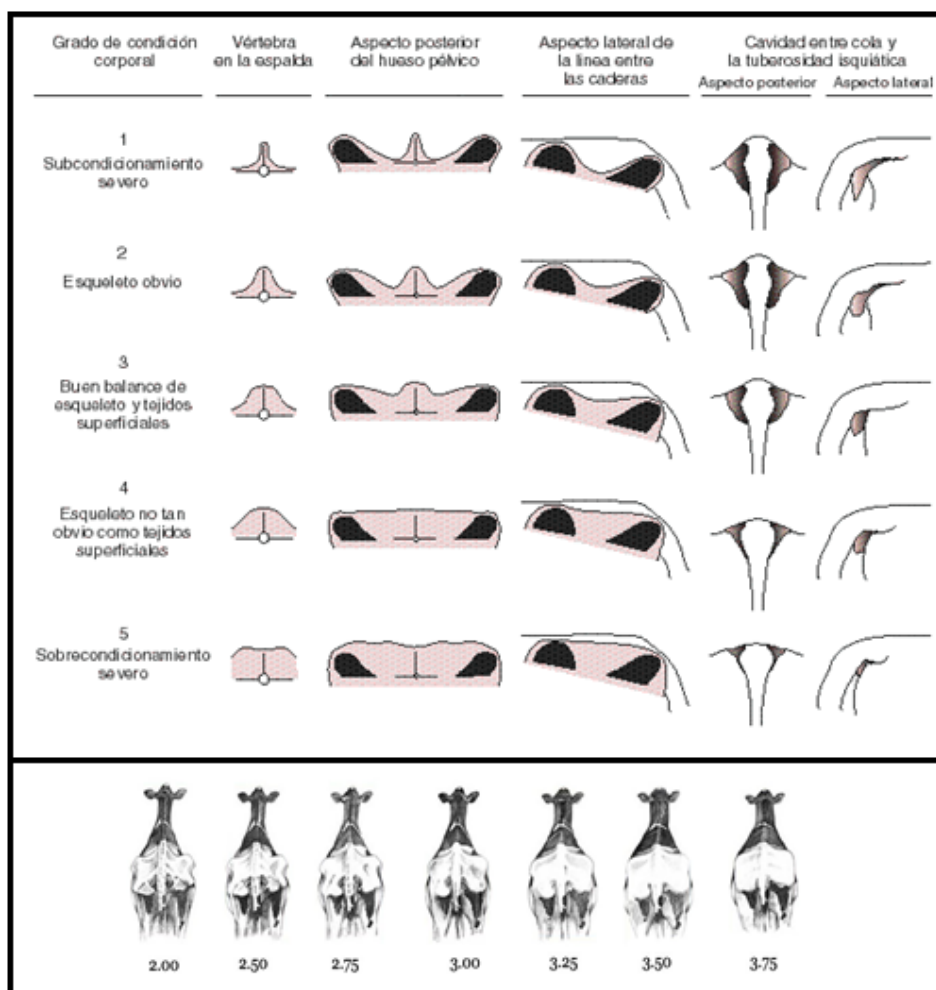 Grado de condición
corporal
Vértebra
en la espalda
Aspecto posterior
del hueso pélvico
Aspecto lateral de
la linea entre
las caderas
Cavidad entre cola y
la tuberosidad isquiática
Aspecto posterior
Aspecto lateral
1
Subcondicionamiento
severo
2
Esqueleto obvio
3
Buen balance de
esqueleto y tejidos
superficiales
4
Esqueleto no tan
obvio como tejidos
superficiales
5
Sobrecondicionamiento
severo
2.00 2.50 2.75 3.00 3.25 3.50 3.75